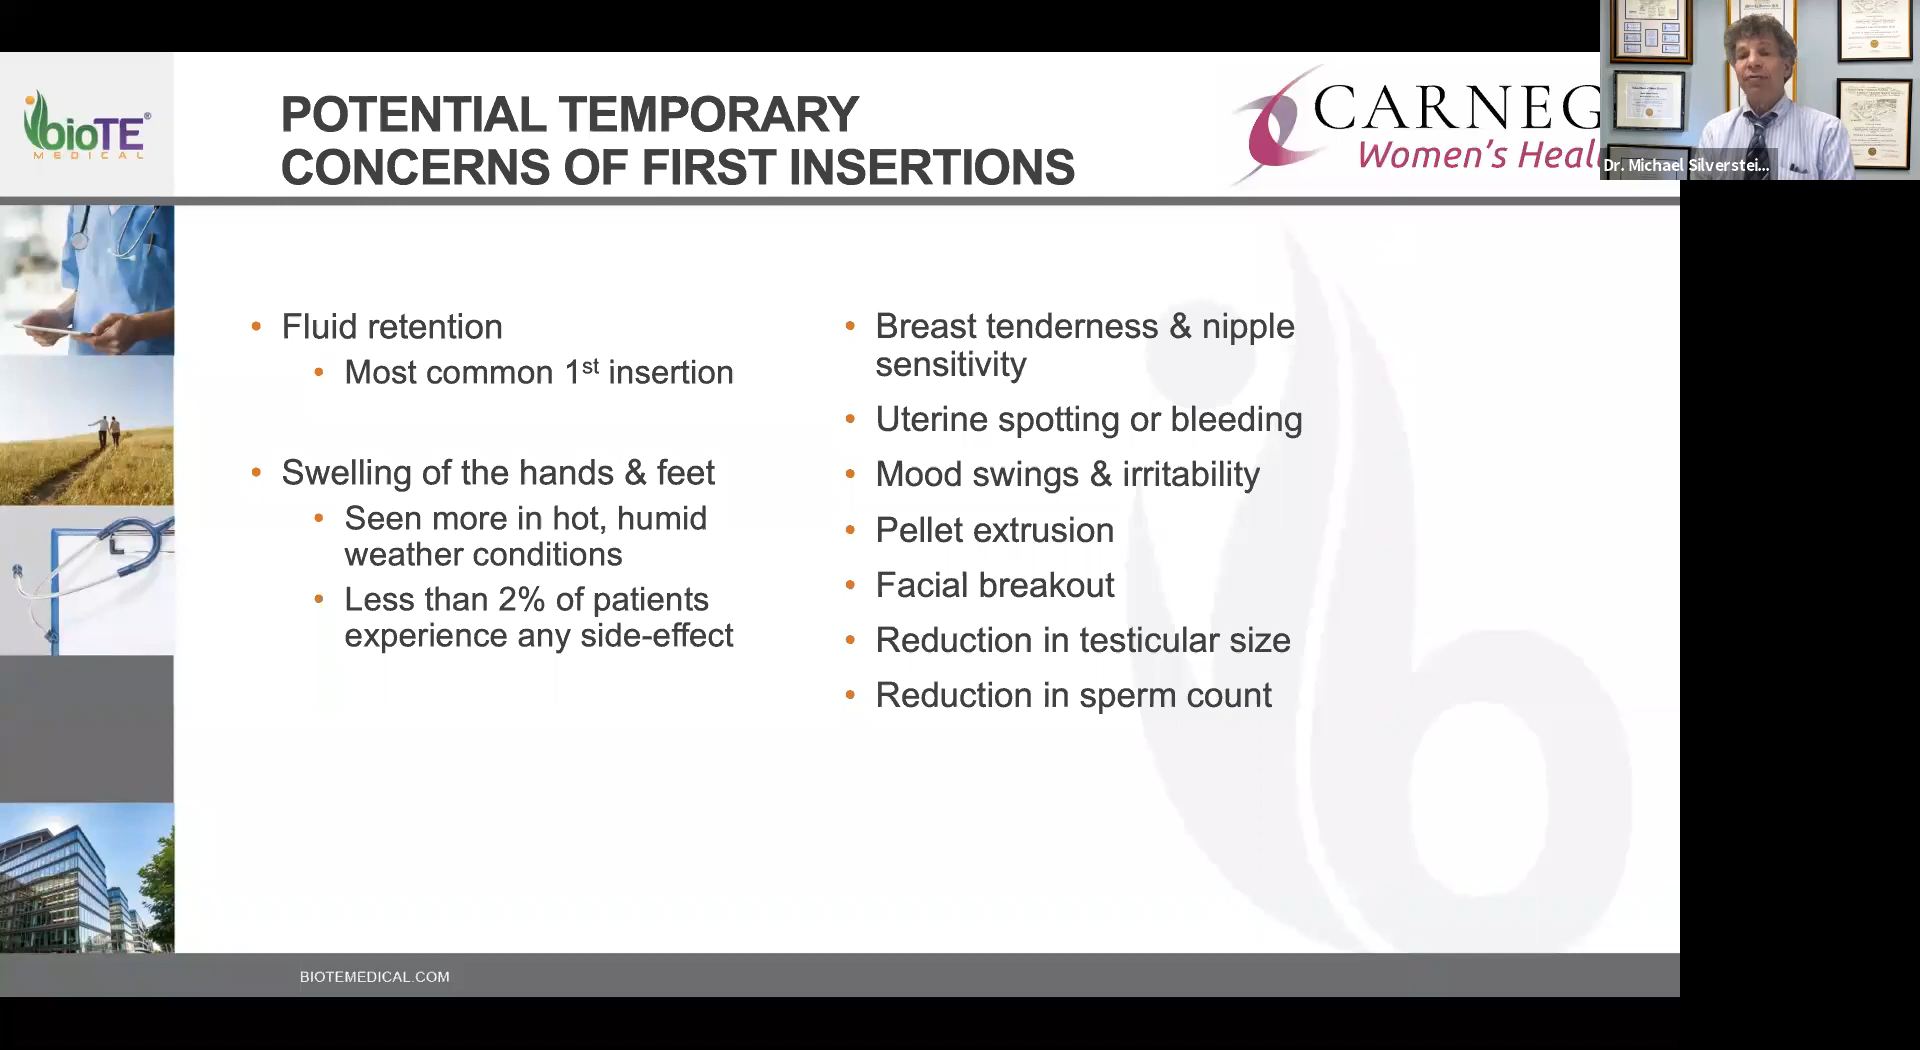 bioTE®
MEDICAL
POTENTIAL TEMPORARY
CONCERNS OF FIRST INSERTIONS
CARNEG
Women's Heal
Dr. Michael Silverstei...
• Fluid retention
• Most common 1st insertion
• Swelling of the hands & feet
• Seen more in hot, humid
weather conditions
• Less than 2% of patients
experience any side-effect
• Breast tenderness & nipple
sensitivity
• Uterine spotting or bleeding
• Mood swings & irritability
• Pellet extrusion
• Facial breakout
• Reduction in testicular size
• Reduction in sperm count
BIOTEMEDICAL.COM